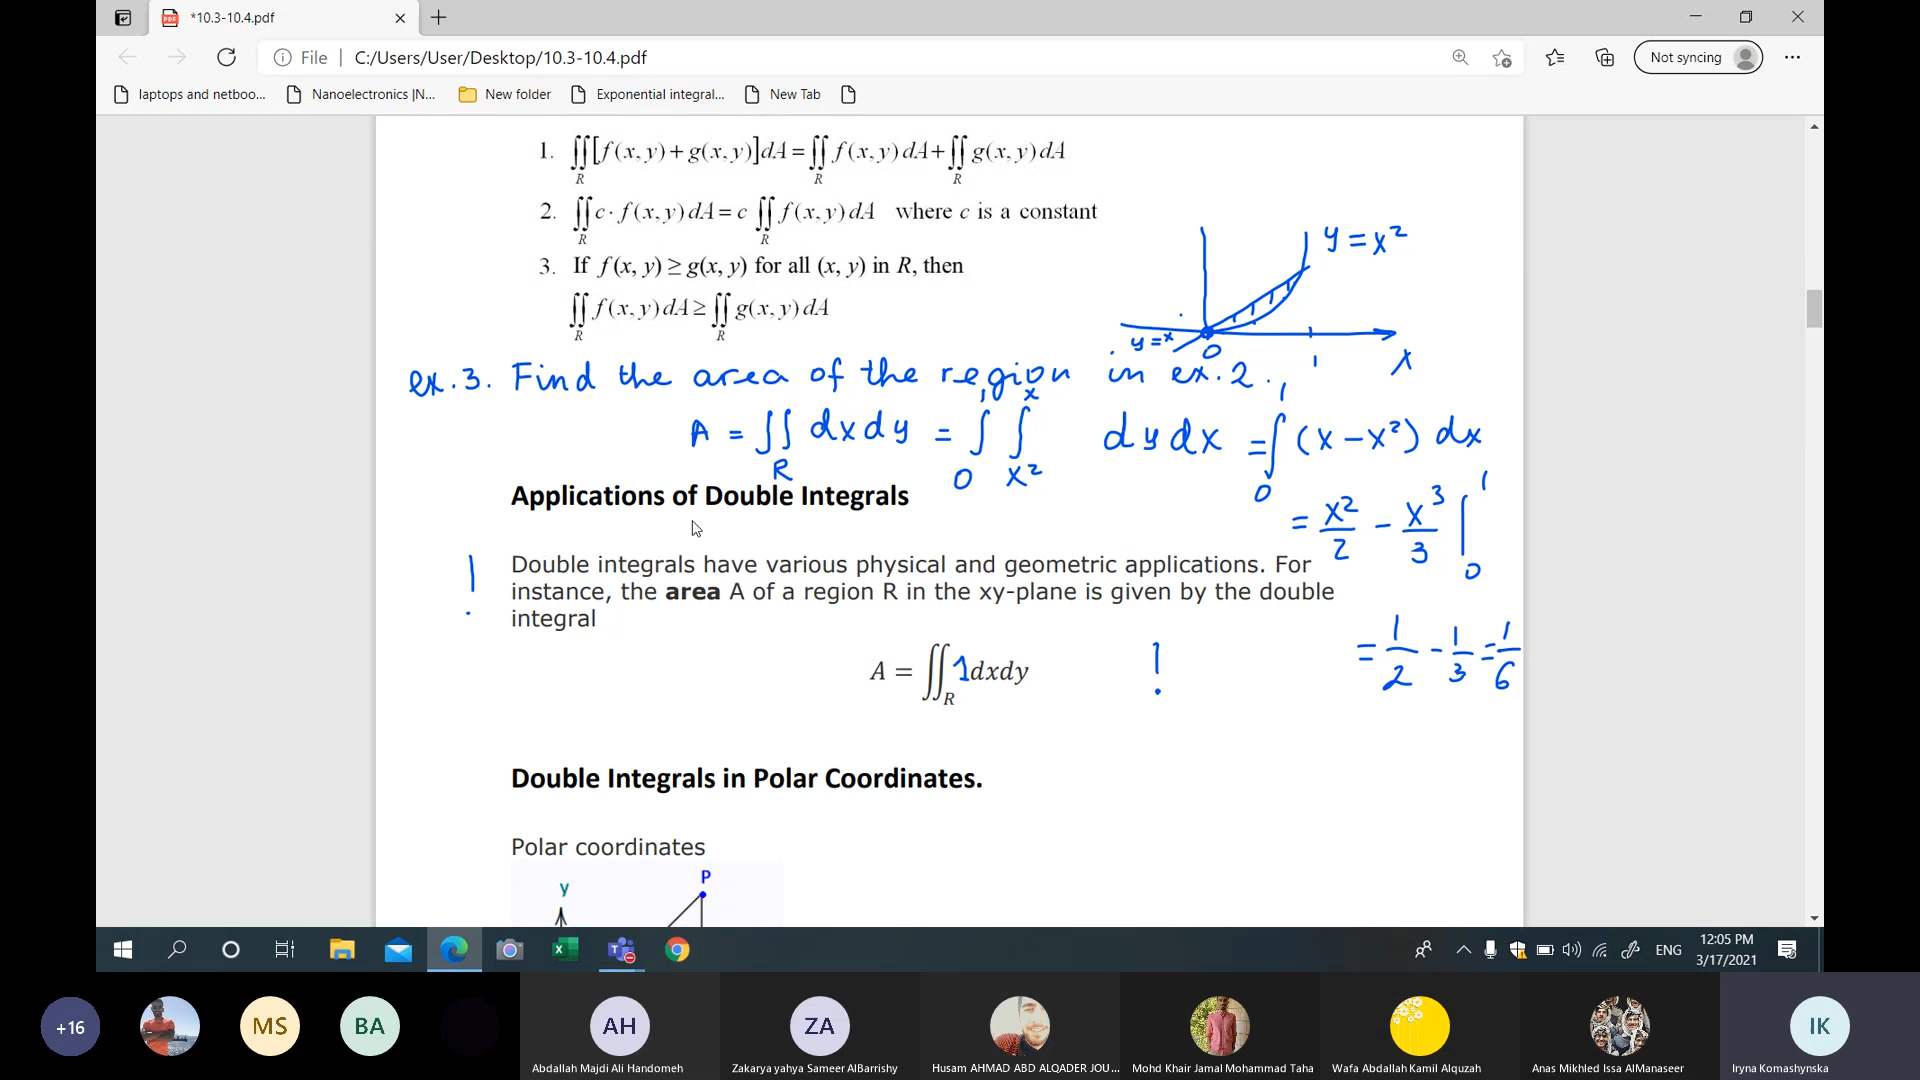 *10.3-10.4.pdf
File | C:/Users/User/Desktop/10.3-10.4.pdf
Not syncing
laptops and netboo... Nanoelectronics |N... New folder Exponential integral... New Tab
1. ∬[f(x, y) + g(x, y)]dA = ∬ f(x, y) dA + ∬ g(x, y) dA
R R R
2. ∬ c · f(x, y) dA = c ∬ f(x, y) dA where c is a constant
R R
y = x²
3. If f(x, y) ≥ g(x, y) for all (x, y) in R, then
∬ f(x, y) dA ≥ ∬ g(x, y) dA
R R
y = x
0 1 x
ex.3. Find the area of the region in ex.2.
A = ∬_R dxdy = ∫_0^1 ∫_{x²}^x dydx = ∫_0^1 (x – x²) dx
Applications of Double Integrals
= x²/2 – x³/3 |_0^1
! Double integrals have various physical and geometric applications. For
instance, the area A of a region R in the xy-plane is given by the double
integral
= 1/2 - 1/3 = 1/6
A = ∬_R 1dxdy !
Double Integrals in Polar Coordinates.
Polar coordinates
P
y
ENG
12:05 PM
3/17/2021
+16 MS BA AH ZA IK
Abdallah Majdi Ali Handomeh
Zakarya yahya Sameer AlBarrishy
Husam AHMAD ABD ALQADER JOU...
Mohd Khair Jamal Mohammad Taha
Wafa Abdallah Kamil Alquzah
Anas Mikhled Issa AlManaseer
Iryna Komashynska